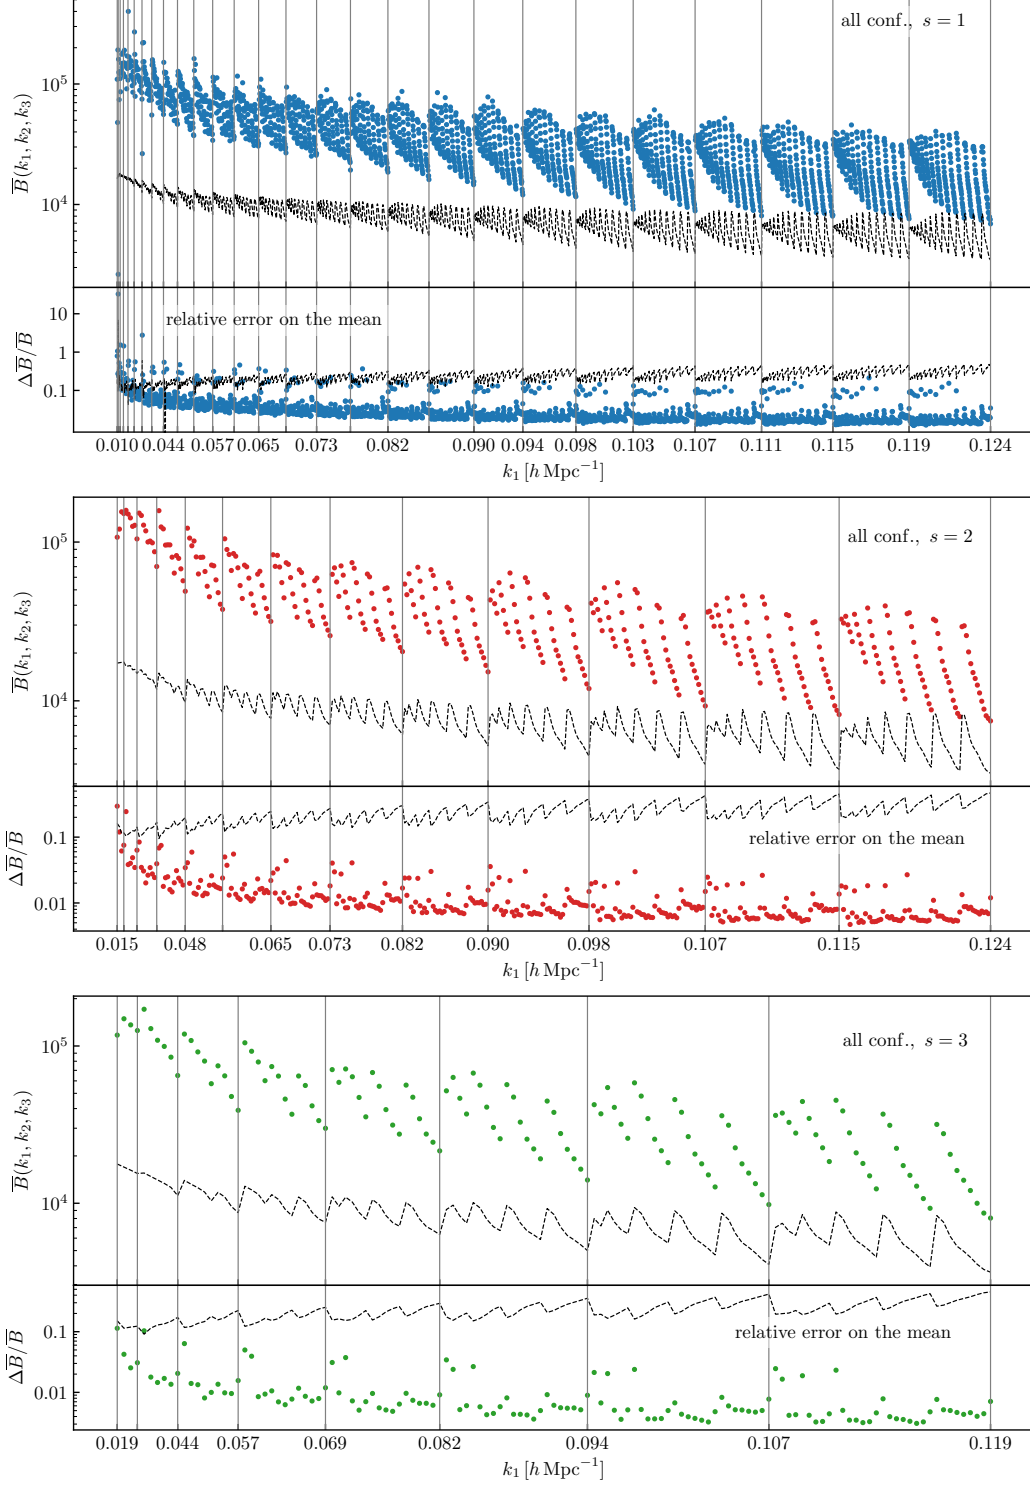 all conf., s = 1
10^5
10^4
B̅(k₁, k₂, k₃)
relative error on the mean
10
1
0.1
ΔB̅/B̅
0.010 0.044 0.057 0.065 0.073 0.082 0.090 0.094 0.098 0.103 0.107 0.111 0.115 0.119 0.124
k₁ [h Mpc⁻¹]
all conf., s = 2
10^5
10^4
B̅(k₁, k₂, k₃)
relative error on the mean
0.1
0.01
ΔB̅/B̅
0.015 0.048 0.065 0.073 0.082 0.090 0.098 0.107 0.115 0.124
k₁ [h Mpc⁻¹]
all conf., s = 3
10^5
10^4
B̅(k₁, k₂, k₃)
relative error on the mean
0.1
0.01
ΔB̅/B̅
0.019 0.044 0.057 0.069 0.082 0.094 0.107 0.119
k₁ [h Mpc⁻¹]